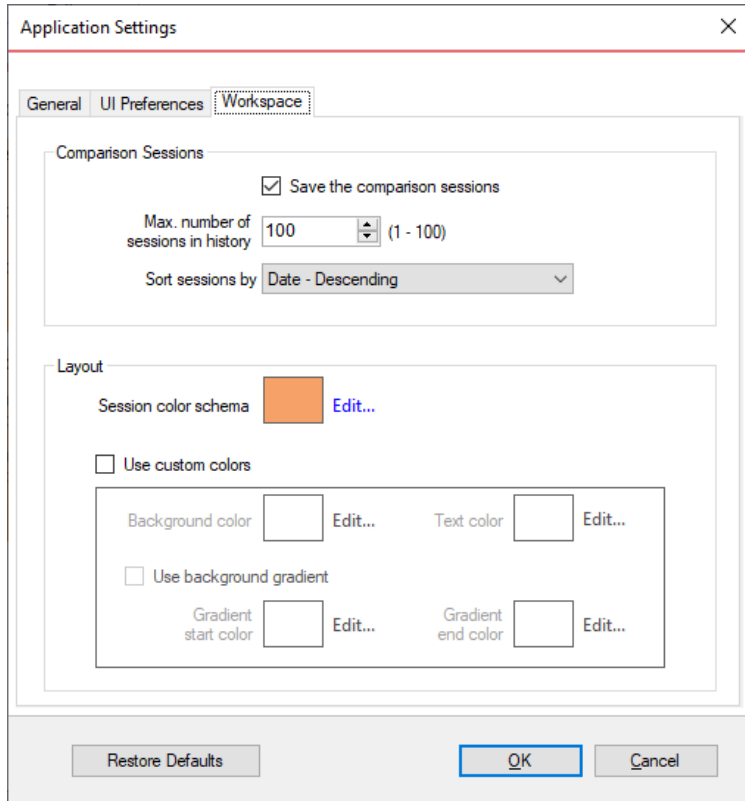 Application Settings
General UI Preferences Workspace
Comparison Sessions
Save the comparison sessions
Max. number of
sessions in history
100 (1 - 100)
Sort sessions by Date - Descending
Layout
Session color schema Edit...
Use custom colors
Background color Edit... Text color Edit...
Use background gradient
Gradient
start color Edit...
Gradient
end color Edit...
Restore Defaults OK Cancel